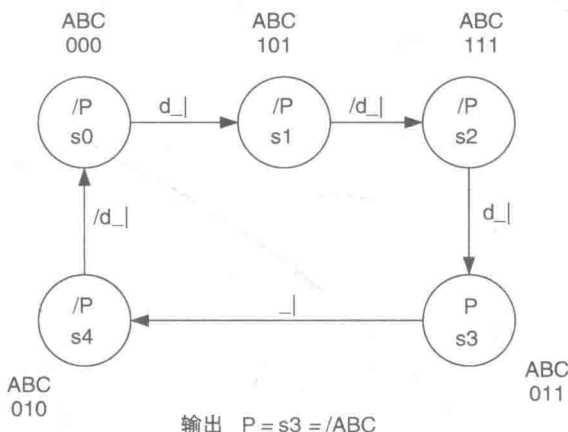 ABC ABC ABC
000 101 111
/P d_| /P /d_| /P
s0 s1 s2
/d_| d_|
/P _| P
s4 s3
ABC ABC
010 011
输出 P = s3 = /ABC